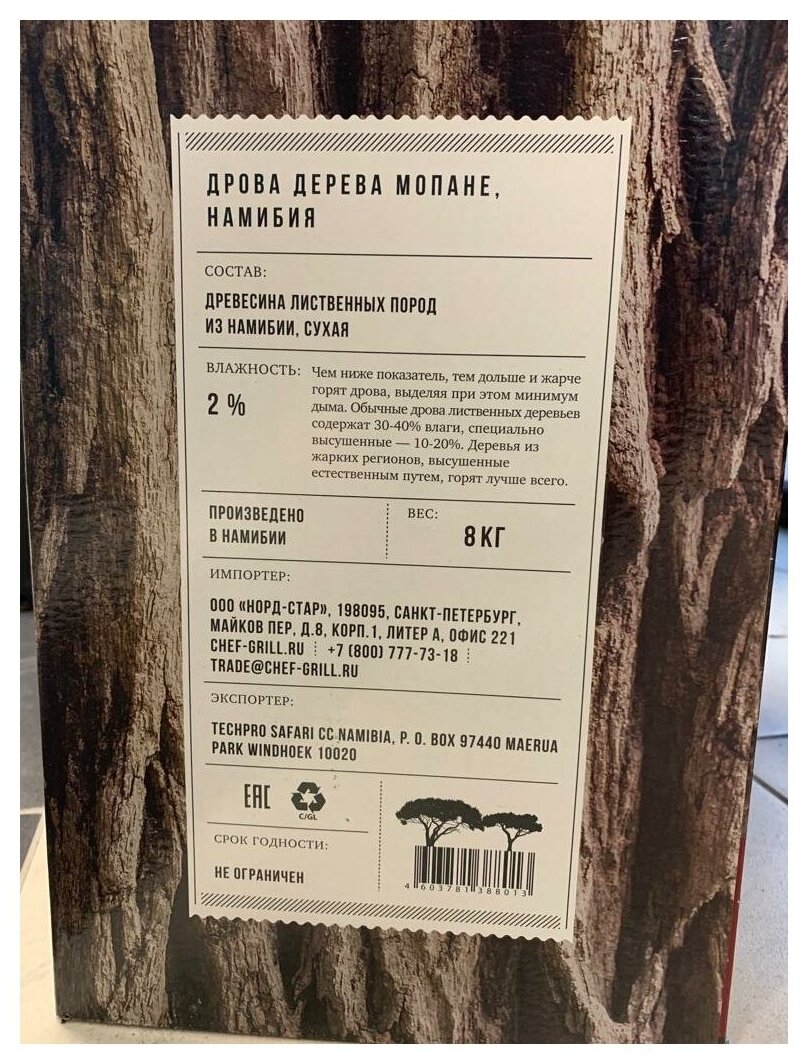 ДРОВА ДЕРЕВА МОПАНЕ,
НАМИБИЯ
СОСТАВ:
ДРЕВЕСИНА ЛИСТВЕННЫХ ПОРОД
ИЗ НАМИБИИ, СУХАЯ
ВЛАЖНОСТЬ:
2 %
Чем ниже показатель, тем дольше и жарче
горят дрова, выделяя при этом минимум
дыма. Обычные дрова лиственных деревьев
содержат 30-40% влаги, специально
высушенные — 10-20%. Деревья из
жарких регионов, высушенные
естественным путем, горят лучше всего.
ПРОИЗВЕДЕНО
В НАМИБИИ
ВЕС:
8 КГ
ИМПОРТЕР:
ООО «НОРД-СТАР», 198095, САНКТ-ПЕТЕРБУРГ,
МАЙКОВ ПЕР, Д.8, КОРП.1, ЛИТЕР А, ОФИС 221
CHEF-GRILL.RU ⁞ +7 (800) 777-73-18 ⁞
TRADE@CHEF-GRILL.RU
ЭКСПОРТЕР:
TECHPRO SAFARI CC NAMIBIA, P. O. BOX 97440 MAERUA
PARK WINDHOEK 10020
EAC
C/GL
СРОК ГОДНОСТИ:
НЕ ОГРАНИЧЕН
4 603781 388013